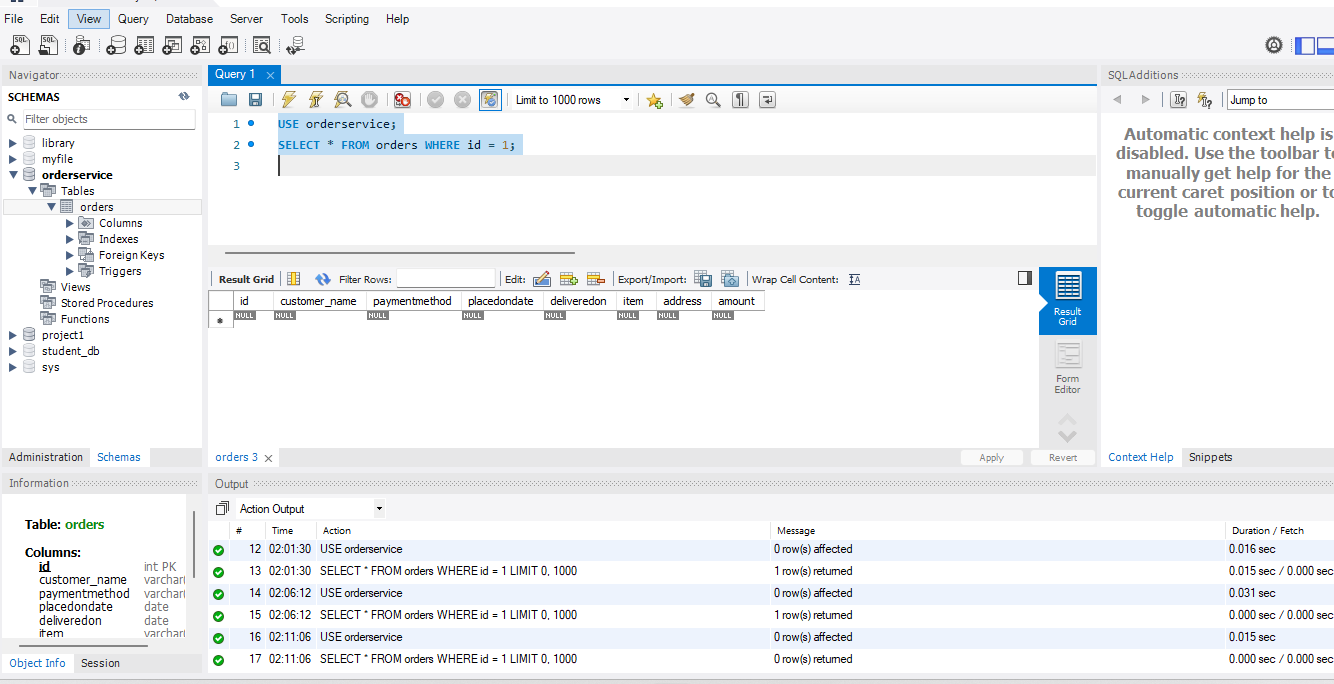 File Edit View Query Database Server Tools Scripting Help
Navigator
SCHEMAS
Filter objects
library
myfile
orderservice
Tables
orders
Columns
Indexes
Foreign Keys
Triggers
Views
Stored Procedures
Functions
project1
student_db
sys
Administration Schemas
Information
Table: orders
Columns:
id int PK
customer_name varchar(
paymentmethod varchar(
placedondate date
deliveredon date
item varchar(
Object Info Session
Query 1
Limit to 1000 rows
1 USE orderservice;
2 SELECT * FROM orders WHERE id = 1;
3
Result Grid Filter Rows: Edit: Export/Import: Wrap Cell Content:
id customer_name paymentmethod placedondate deliveredon item address amount
NULL NULL NULL NULL NULL NULL NULL NULL
Result
Grid
Form
Editor
orders 3 Apply Revert
SQLAdditions
Jump to
Automatic context help is
disabled. Use the toolbar to
manually get help for the
current caret position or to
toggle automatic help.
Context Help Snippets
Output
Action Output
# Time Action Message Duration / Fetch
12 02:01:30 USE orderservice 0 row(s) affected 0.016 sec
13 02:01:30 SELECT * FROM orders WHERE id = 1 LIMIT 0, 1000 1 row(s) returned 0.015 sec / 0.000 sec
14 02:06:12 USE orderservice 0 row(s) affected 0.031 sec
15 02:06:12 SELECT * FROM orders WHERE id = 1 LIMIT 0, 1000 1 row(s) returned 0.000 sec / 0.000 sec
16 02:11:06 USE orderservice 0 row(s) affected 0.015 sec
17 02:11:06 SELECT * FROM orders WHERE id = 1 LIMIT 0, 1000 0 row(s) returned 0.000 sec / 0.000 sec